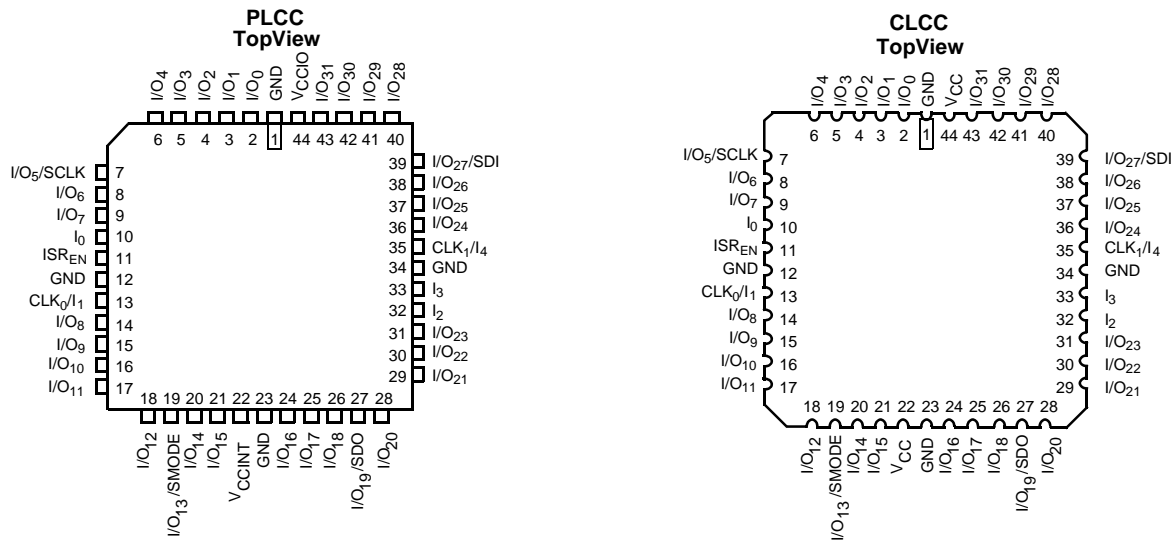 PLCC
TopView
I/O4
I/O3
I/O2
I/O1
I/O0
GND
VCCIO
I/O31
I/O30
I/O29
I/O28
6 5 4 3 2 1 44 43 42 41 40
I/O5/SCLK 7
I/O6 8
I/O7 9
I0 10
ISREN 11
GND 12
CLK0/I1 13
I/O8 14
I/O9 15
I/O10 16
I/O11 17
39 I/O27/SDI
38 I/O26
37 I/O25
36 I/O24
35 CLK1/I4
34 GND
33 I3
32 I2
31 I/O23
30 I/O22
29 I/O21
18 19 20 21 22 23 24 25 26 27 28
I/O12
I/O13/SMODE
I/O14
I/O15
VCCINT
GND
I/O16
I/O17
I/O18
I/O19/SDO
I/O20
CLCC
TopView
I/O4
I/O3
I/O2
I/O1
I/O0
GND
VCC
I/O31
I/O30
I/O29
I/O28
6 5 4 3 2 1 44 43 42 41 40
I/O5/SCLK 7
I/O6 8
I/O7 9
I0 10
ISREN 11
GND 12
CLK0/I1 13
I/O8 14
I/O9 15
I/O10 16
I/O11 17
39 I/O27/SDI
38 I/O26
37 I/O25
36 I/O24
35 CLK1/I4
34 GND
33 I3
32 I2
31 I/O23
30 I/O22
29 I/O21
18 19 20 21 22 23 24 25 26 27 28
I/O12
I/O13/SMODE
I/O14
I/O15
VCC
GND
I/O16
I/O17
I/O18
I/O19/SDO
I/O20